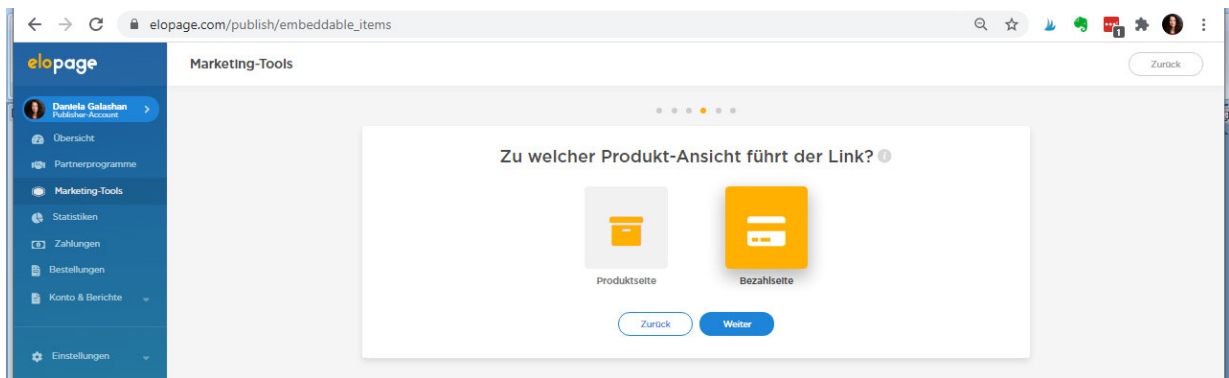 elopage.com/publish/embeddable_items
1
elopage
Marketing-Tools
Zurück
Daniela Galashan
Publisher-Account
Übersicht
Partnerprogramme
Marketing-Tools
Statistiken
Zahlungen
Bestellungen
Konto & Berichte
Einstellungen
Zu welcher Produkt-Ansicht führt der Link?
Produktseite
Bezahlseite
Zurück
Weiter